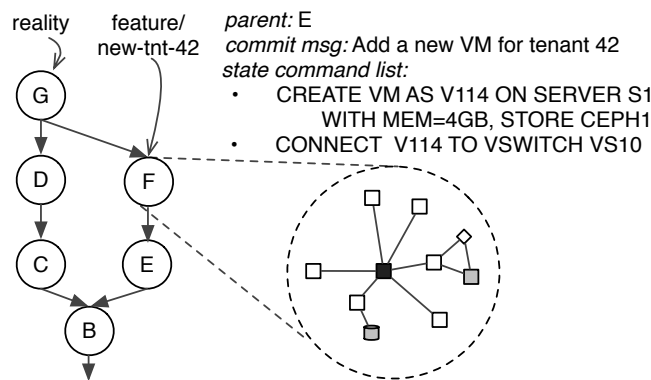 reality
feature/
new-tnt-42
parent: E
commit msg: Add a new VM for tenant 42
state command list:
• CREATE VM AS V114 ON SERVER S1
WITH MEM=4GB, STORE CEPH1
• CONNECT V114 TO VSWITCH VS10
G
D
F
C
E
B